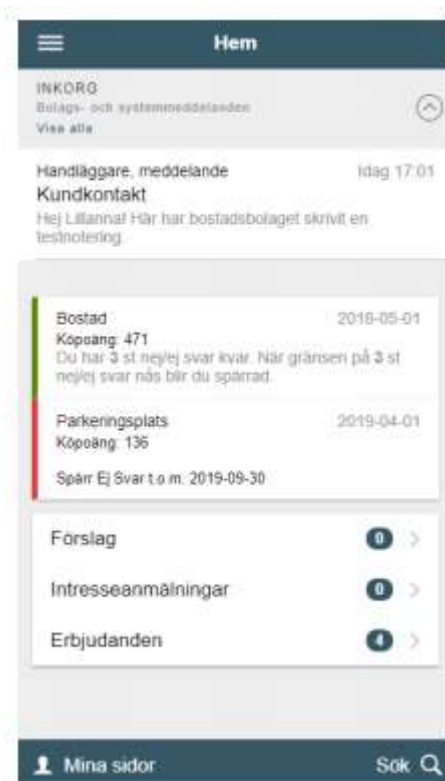 Hem
INKORG
Bolags- och systemmeddelanden
Visa alla
Handläggare, meddelande Idag 17:01
Kundkontakt
Hej Lillanna! Här har bostadsbolaget skrivit en
testnotering.
Bostad 2018-05-01
Köpoäng: 471
Du har 3 st nej/ej svar kvar. När gränsen på 3 st
nej/ej svar nås blir du spärrad.
Parkeringsplats 2019-04-01
Köpoäng: 136
Spärr Ej Svar t.o.m. 2019-09-30
Förslag 0
Intresseanmälningar 0
Erbjudanden 4
Mina sidor Sök